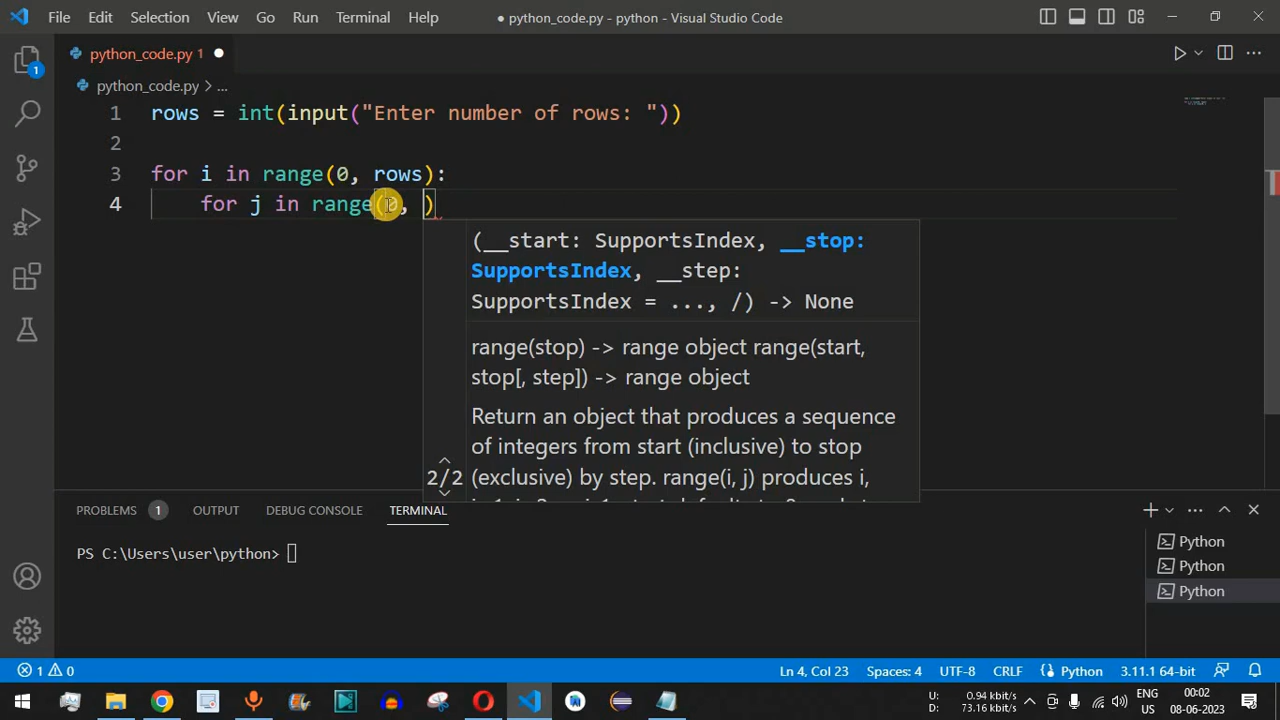 File Edit Selection View Go Run Terminal Help ● python_code.py - python - Visual Studio Code
python_code.py 1
python_code.py > ...
1 rows = int(input("Enter number of rows: "))
2
3 for i in range(0, rows):
4 for j in range(0, )
(__start: SupportsIndex, __stop:
SupportsIndex, __step:
SupportsIndex = ..., /) -> None
range(stop) -> range object range(start,
stop[, step]) -> range object
Return an object that produces a sequence
of integers from start (inclusive) to stop
2/2 (exclusive) by step. range(i, j) produces i,
PROBLEMS 1 OUTPUT DEBUG CONSOLE TERMINAL
PS C:\Users\user\python>
Python
Python
Python
1 0 Ln 4, Col 23 Spaces: 4 UTF-8 CRLF Python 3.11.1 64-bit
1
U: 0.94 kbit/s
D: 73.16 kbit/s
ENG
IN
00:02
08-06-2023